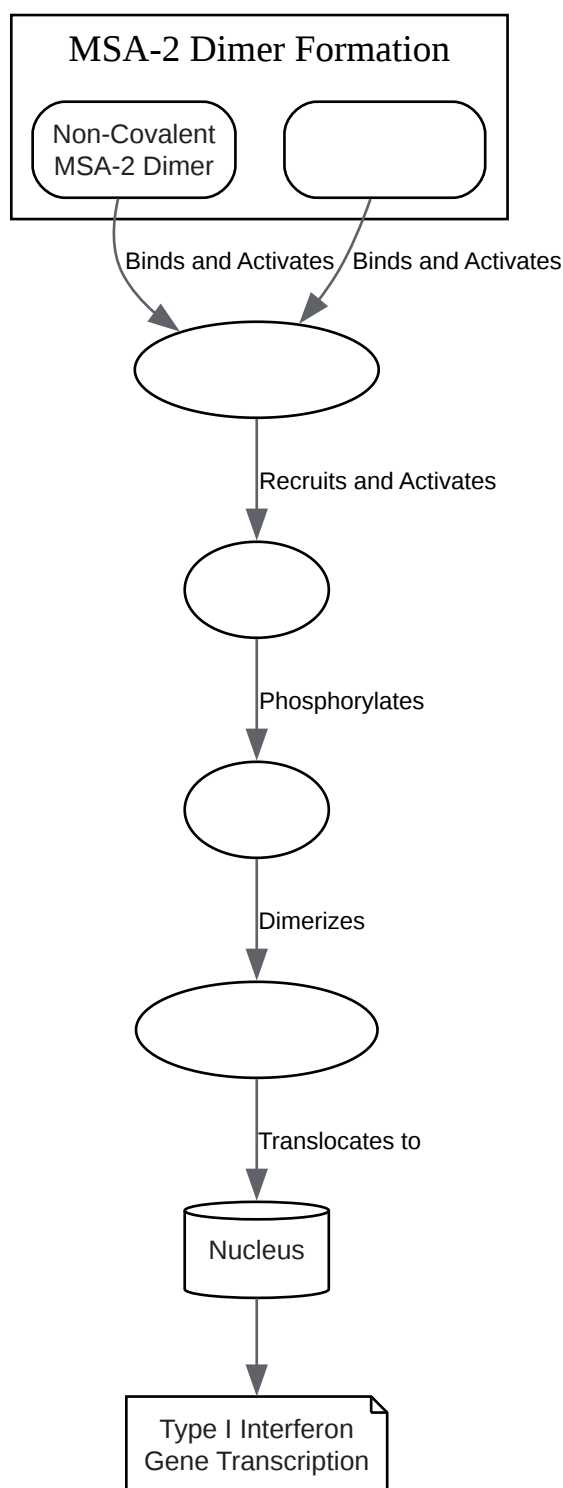 MSA-2 Dimer Formation
Non-Covalent
MSA-2 Dimer
Binds and Activates
Binds and Activates
Recruits and Activates
Phosphorylates
Dimerizes
Translocates to
Nucleus
Type I Interferon
Gene Transcription